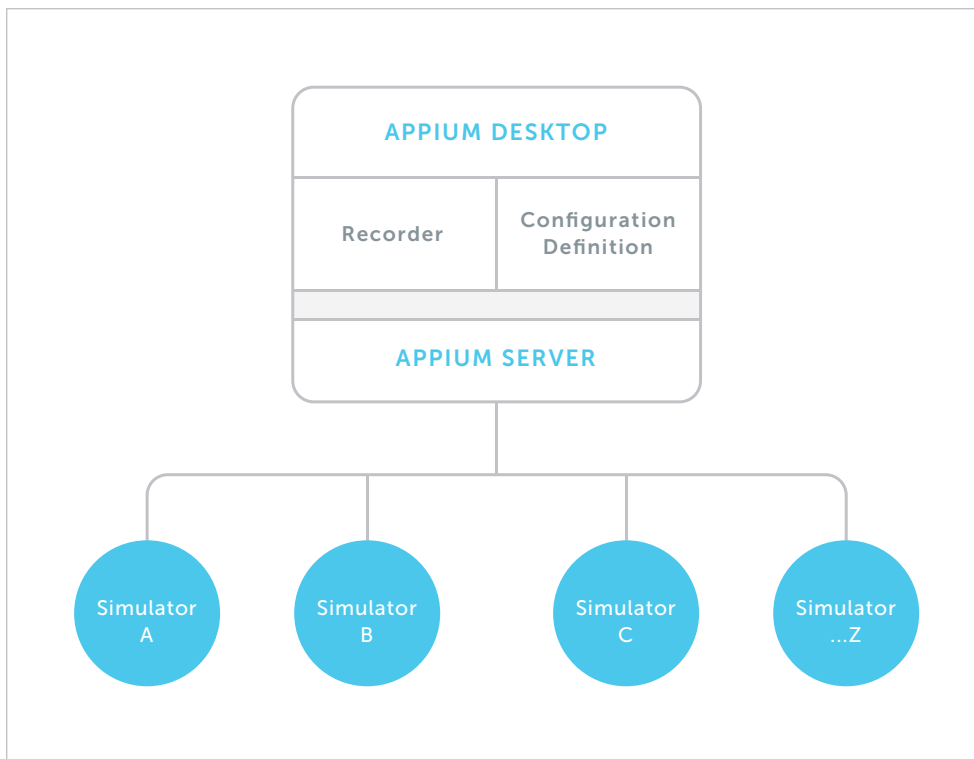 APPIUM DESKTOP
Recorder
Configuration
Definition
APPIUM SERVER
Simulator
A
Simulator
B
Simulator
C
Simulator
...Z